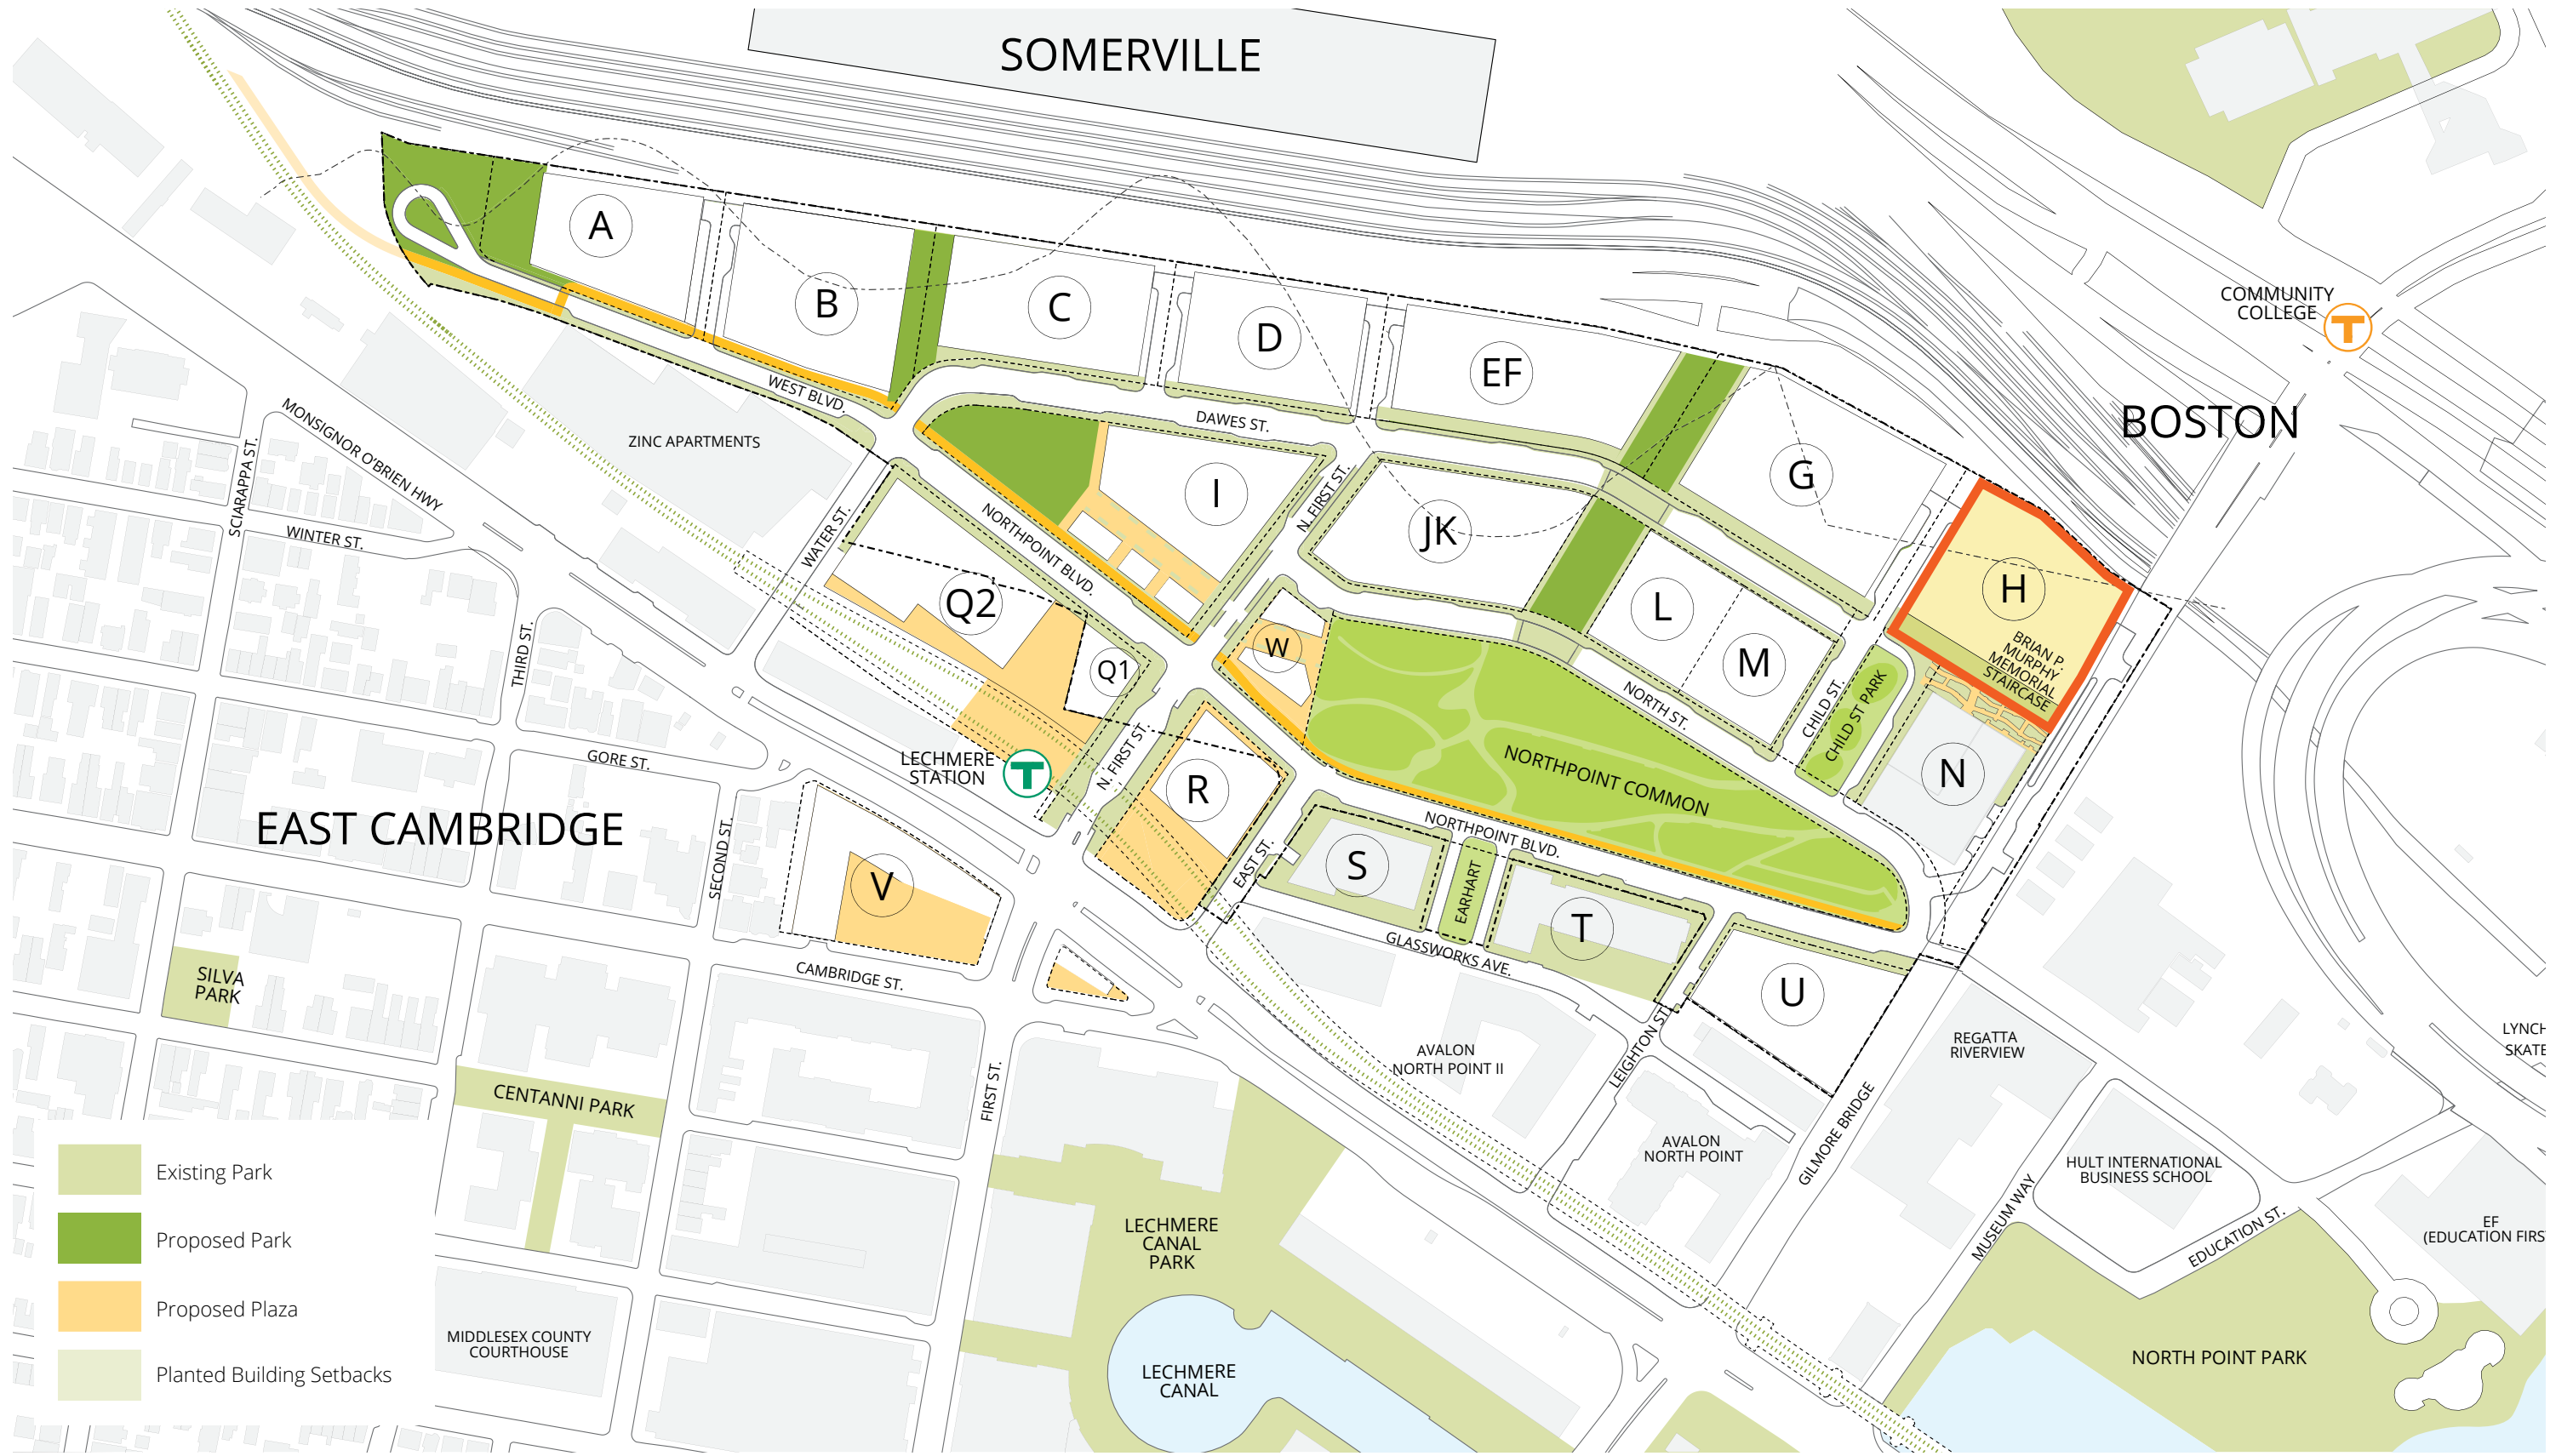 SOMERVILLE
COMMUNITY
COLLEGE
T
BOSTON
A
B
C
D
EF
G
H
I
JK
L
M
N
Q2
Q1
W
R
S
T
U
V
BRIAN P.
MURPHY
MEMORIAL
STAIRCASE
WEST BLVD.
DAWES ST.
ZINC APARTMENTS
MONSIGNOR O'BRIEN HWY
SCIARAPPA ST.
WINTER ST.
WATER ST.
NORTHPOINT BLVD.
N. FIRST ST.
THIRD ST.
NORTH ST.
CHILD ST.
CHILD ST PARK
GORE ST.
LECHMERE
STATION
T
N. FIRST ST.
NORTHPOINT COMMON
NORTHPOINT BLVD.
EAST CAMBRIDGE
SECOND ST.
EAST ST.
EARHART
GLASSWORKS AVE.
CAMBRIDGE ST.
SILVA
PARK
FIRST ST.
LEIGHTON ST.
AVALON
NORTH POINT II
REGATTA
RIVERVIEW
LYNCH
SKATE
CENTANNI PARK
GILMORE BRIDGE
AVALON
NORTH POINT
HULT INTERNATIONAL
BUSINESS SCHOOL
MUSEUM WAY
EDUCATION ST.
EF
(EDUCATION FIRS
LECHMERE
CANAL
PARK
MIDDLESEX COUNTY
COURTHOUSE
LECHMERE
CANAL
NORTH POINT PARK
Existing Park
Proposed Park
Proposed Plaza
Planted Building Setbacks